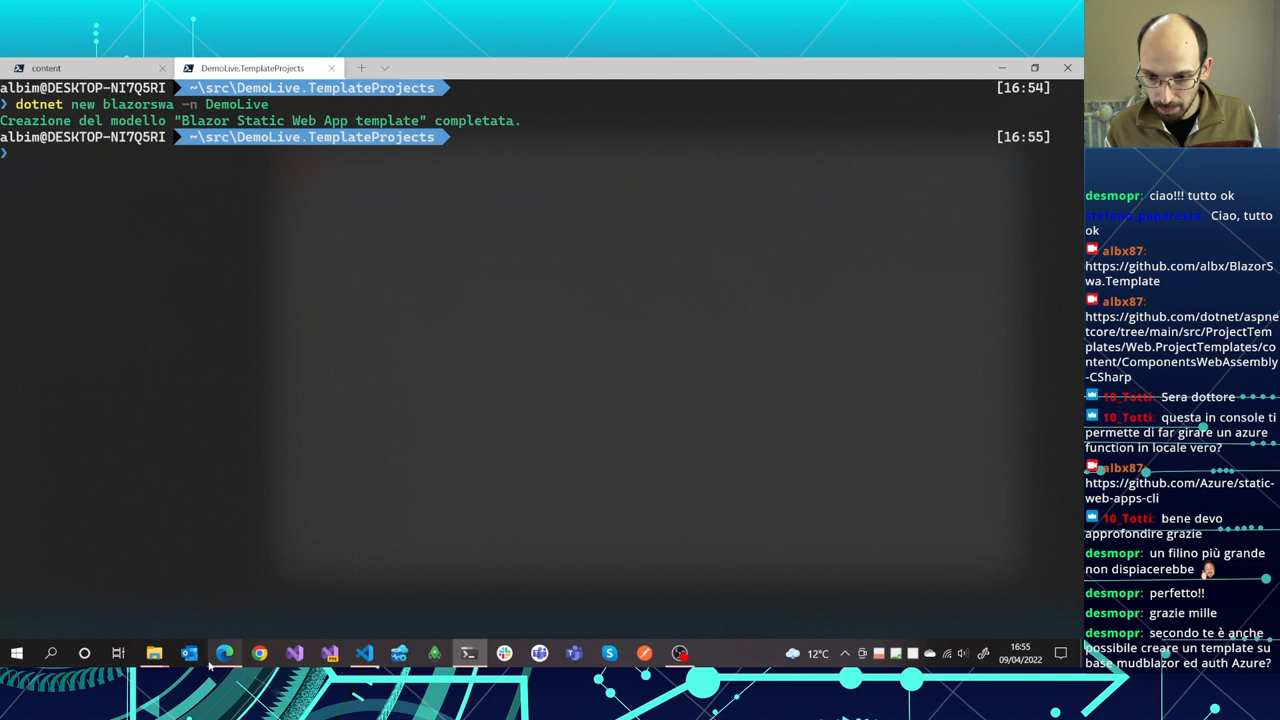 content
DemoLive.TemplateProjects
albim@DESKTOP-NI7Q5RI ~\src\DemoLive.TemplateProjects [16:54]
❯ dotnet new blazorswa -n DemoLive
Creazione del modello "Blazor Static Web App template" completata.
albim@DESKTOP-NI7Q5RI ~\src\DemoLive.TemplateProjects [16:55]
❯
desmopr: ciao!!! tutto ok
stefano_paparesta: Ciao, tutto
ok
albx87:
https://github.com/albx/BlazorS
wa.Template
albx87:
https://github.com/dotnet/aspn
etcore/tree/main/src/ProjectTem
plates/Web.ProjectTemplates/co
ntent/ComponentsWebAssembly
-CSharp
10_Totti: Sera dottore
10_Totti: questa in console ti
permette di far girare un azure
function in locale vero?
albx87:
https://github.com/Azure/static-
web-apps-cli
10_Totti: bene devo
approfondire grazie
desmopr: un filino più grande
non dispiacerebbe
desmopr: perfetto!!
desmopr: grazie mille
desmopr: secondo te è anche
possibile creare un template su
base mudblazor ed auth Azure?
12°C
16:55
09/04/2022